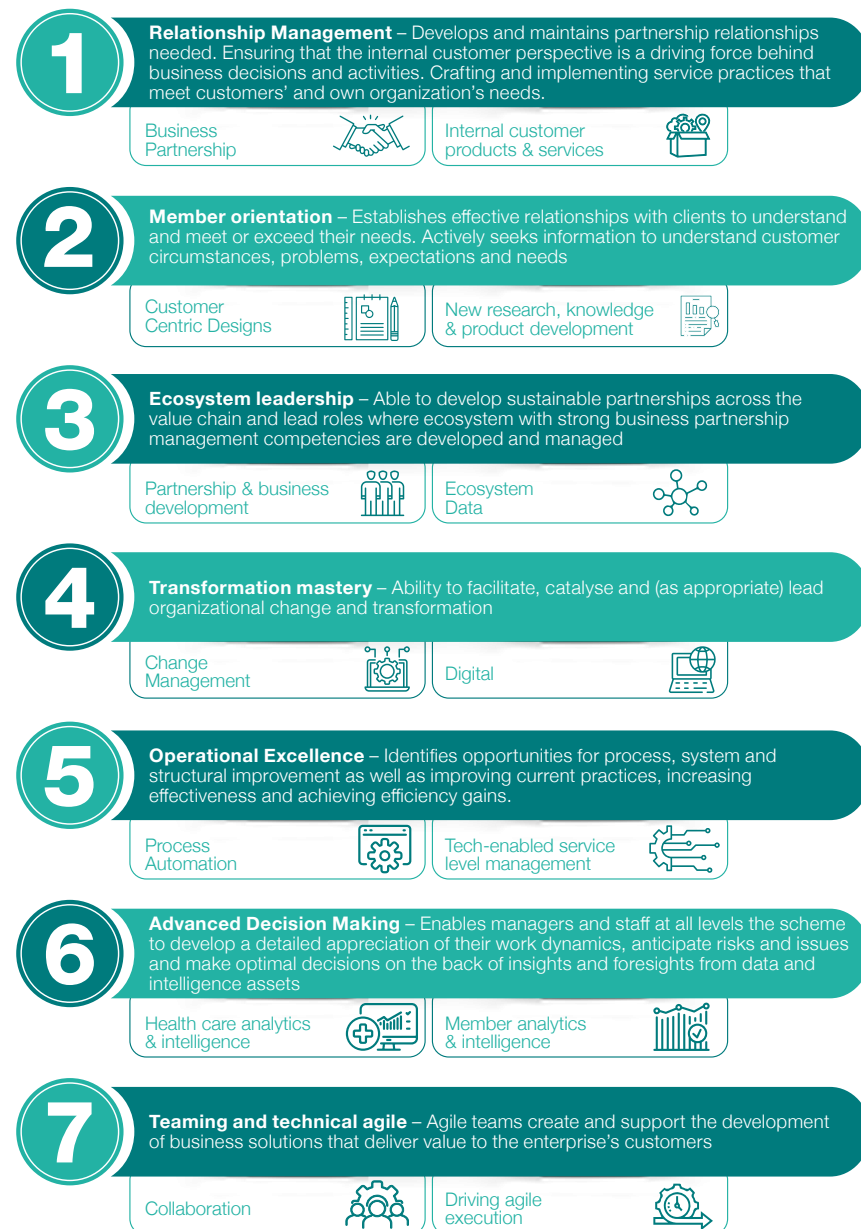 1
Relationship Management – Develops and maintains partnership relationships
needed. Ensuring that the internal customer perspective is a driving force behind
business decisions and activities. Crafting and implementing service practices that
meet customers’ and own organization’s needs.
Business
Partnership
Internal customer
products & services
2
Member orientation – Establishes effective relationships with clients to understand
and meet or exceed their needs. Actively seeks information to understand customer
circumstances, problems, expectations and needs
Customer
Centric Designs
New research, knowledge
& product development
3
Ecosystem leadership – Able to develop sustainable partnerships across the
value chain and lead roles where ecosystem with strong business partnership
management competencies are developed and managed
Partnership & business
development
Ecosystem
Data
4
Transformation mastery – Ability to facilitate, catalyse and (as appropriate) lead
organizational change and transformation
Change
Management
Digital
5
Operational Excellence – Identifies opportunities for process, system and
structural improvement as well as improving current practices, increasing
effectiveness and achieving efficiency gains.
Process
Automation
Tech-enabled service
level management
6
Advanced Decision Making – Enables managers and staff at all levels the scheme
to develop a detailed appreciation of their work dynamics, anticipate risks and issues
and make optimal decisions on the back of insights and foresights from data and
intelligence assets
Health care analytics
& intelligence
Member analytics
& intelligence
7
Teaming and technical agile – Agile teams create and support the development
of business solutions that deliver value to the enterprise’s customers
Collaboration
Driving agile
execution